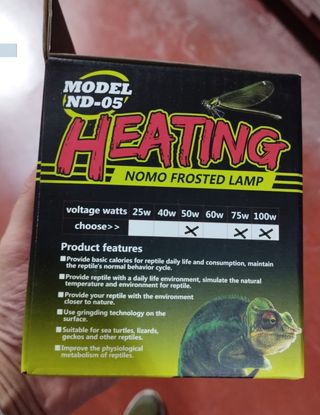 MODEL
ND-05
HEATING
NOMO FROSTED LAMP
voltage watts 25w 40w 50w 60w 75w 100w
choose>> X X X
Product features
Provide basic calories for reptile daily life and consumption, maintain
the reptile's normal behavior cycle.
Provide reptile with a daily life environment, simulate the natural
temperature and environment for reptile.
Provide your reptile with the environment
closer to nature.
Use grinding technology on the
surface.
Suitable for sea turtles, lizards,
geckos and other reptiles.
Improve the physiological
metabolism of reptiles.